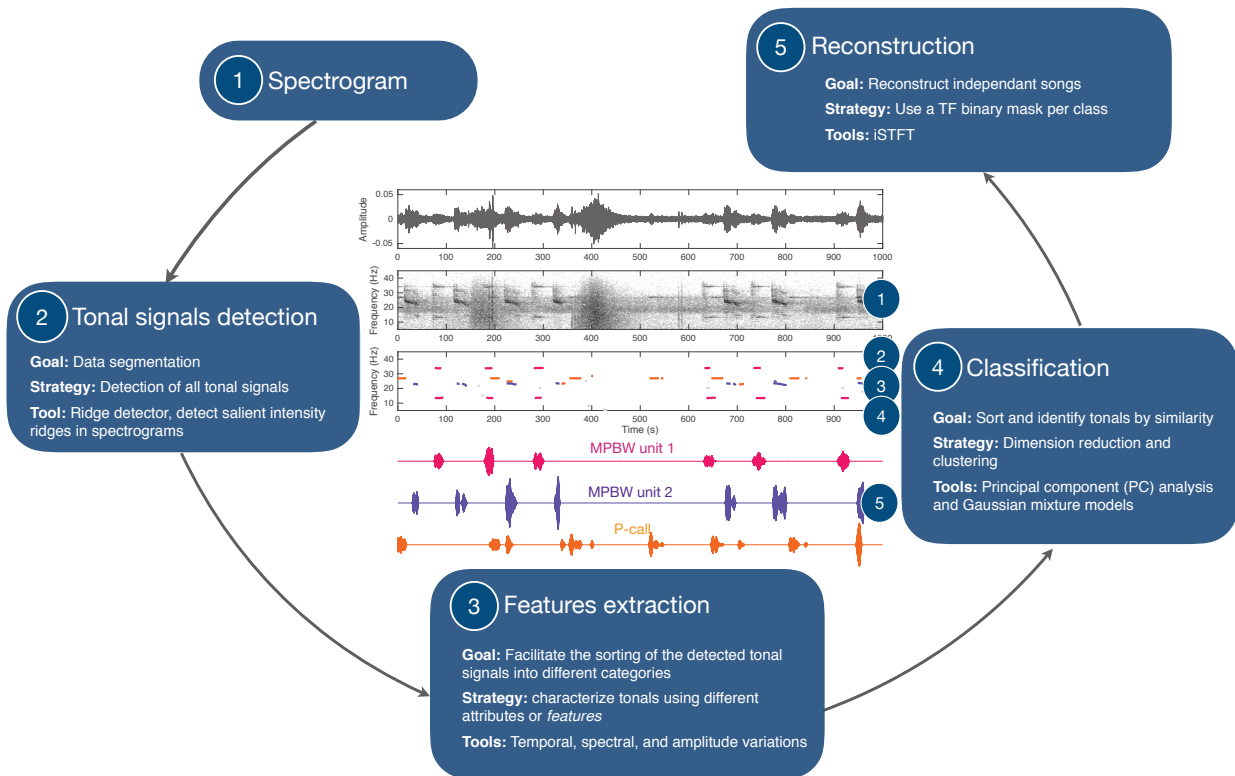 1 Spectrogram
2 Tonal signals detection
Goal: Data segmentation
Strategy: Detection of all tonal signals
Tool: Ridge detector, detect salient intensity
ridges in spectrograms
3 Features extraction
Goal: Facilitate the sorting of the detected tonal
signals into different categories
Strategy: characterize tonals using different
attributes or features
Tools: Temporal, spectral, and amplitude variations
4 Classification
Goal: Sort and identify tonals by similarity
Strategy: Dimension reduction and
clustering
Tools: Principal component (PC) analysis
and Gaussian mixture models
5 Reconstruction
Goal: Reconstruct independant songs
Strategy: Use a TF binary mask per class
Tools: iSTFT
Amplitude
0.05
0
-0.05
0 100 200 300 400 500 600 700 800 900 1000
Frequency (Hz)
40
30
20
10
0 100 200 300 400 500 600 700 800 900
1
Frequency (Hz)
40
30
20
10
0 100 200 300 400 500 600 700 800 900
Time (s)
2
3
4
MPBW unit 1
MPBW unit 2
5
P-call